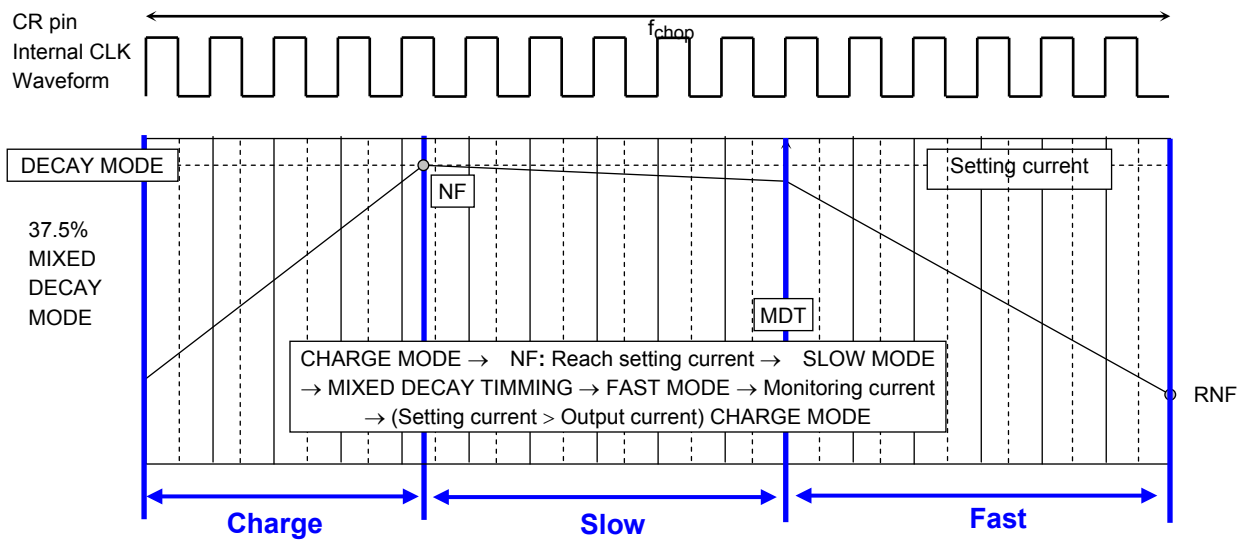 CR pin
Internal CLK
Waveform
fchop
DECAY MODE
Setting current
NF
37.5%
MIXED
DECAY
MODE
MDT
CHARGE MODE → NF: Reach setting current → SLOW MODE
→ MIXED DECAY TIMMING → FAST MODE → Monitoring current
→ (Setting current > Output current) CHARGE MODE
RNF
Charge
Slow
Fast